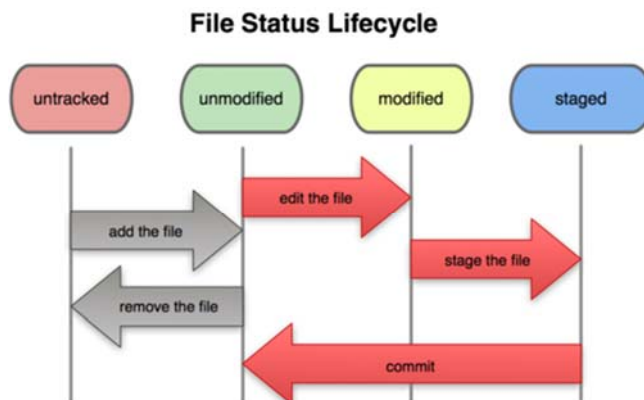 File Status Lifecycle
untracked
unmodified
modified
staged
edit the file
add the file
stage the file
remove the file
commit